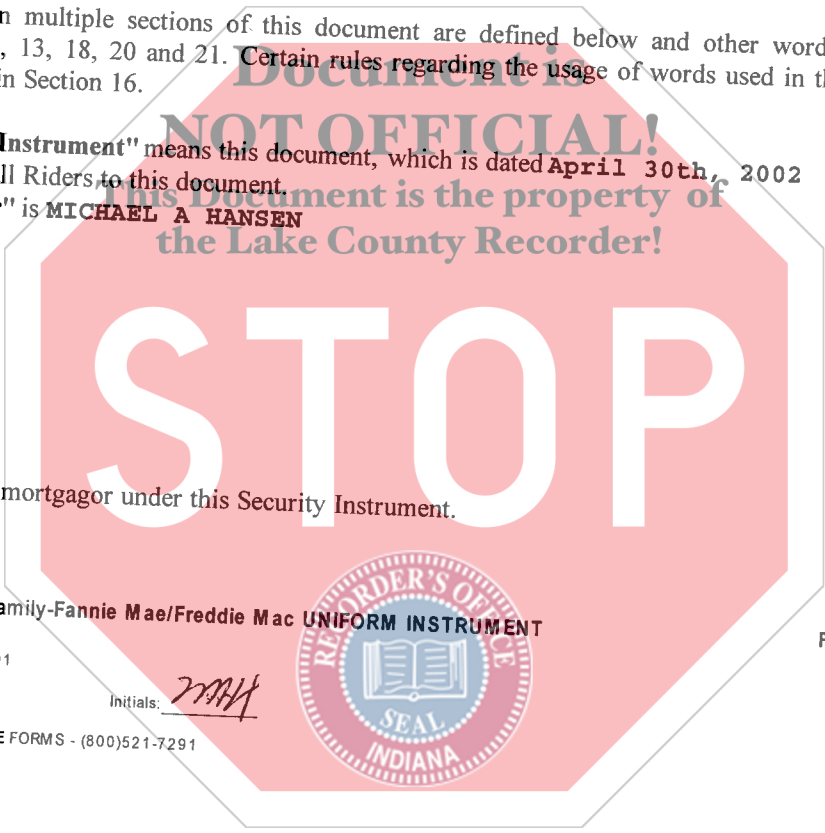 n multiple sections of this document are defined below and other word
, 13, 18, 20 and 21. Certain rules regarding the usage of words used in th
in Section 16.
Document is
NOT OFFICIAL!
Instrument" means this document, which is dated April 30th, 2002
ll Riders to this document.
This Document is the property of
" is MICHAEL A HANSEN
the Lake County Recorder!
STOP
mortgagor under this Security Instrument.
amily-Fannie Mae/Freddie Mac UNIFORM INSTRUMENT
RECORDER'S OFFICE
SEAL
INDIANA
1
Initials: MAH
E FORMS - (800)521-7291